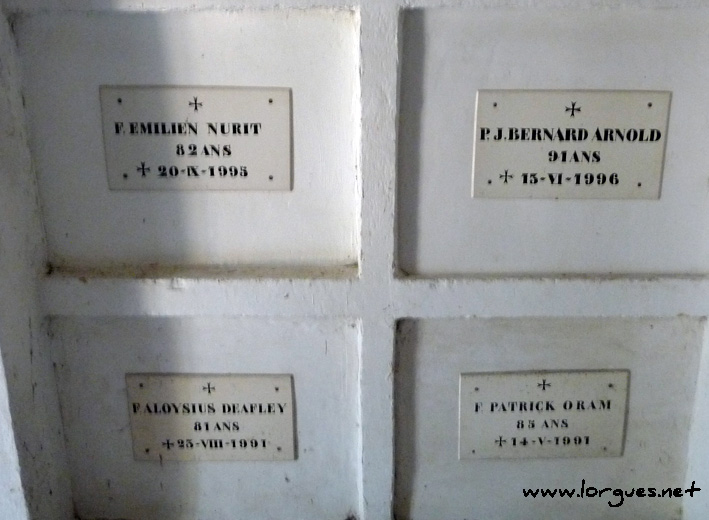 F. EMILIEN NURIT
82 ANS
✠ 20-IX-1995
P. J. BERNARD ARNOLD
91 ANS
✠ 15-VI-1996
F. ALOYSIUS DEAFLEY
81 ANS
✠ 25-VIII-1991
F PATRICK ORAM
85 ANS
✠ 14-V-1991
www.lorgues.net